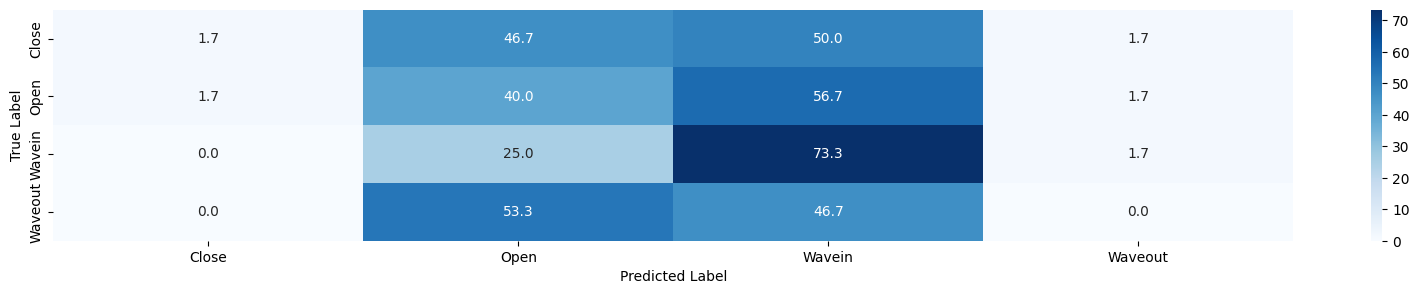 Close 1.7 46.7 50.0 1.7
Open 1.7 40.0 56.7 1.7
Wavein 0.0 25.0 73.3 1.7
Waveout 0.0 53.3 46.7 0.0
True Label
Close Open Wavein Waveout
Predicted Label
70
60
50
40
30
20
10
0